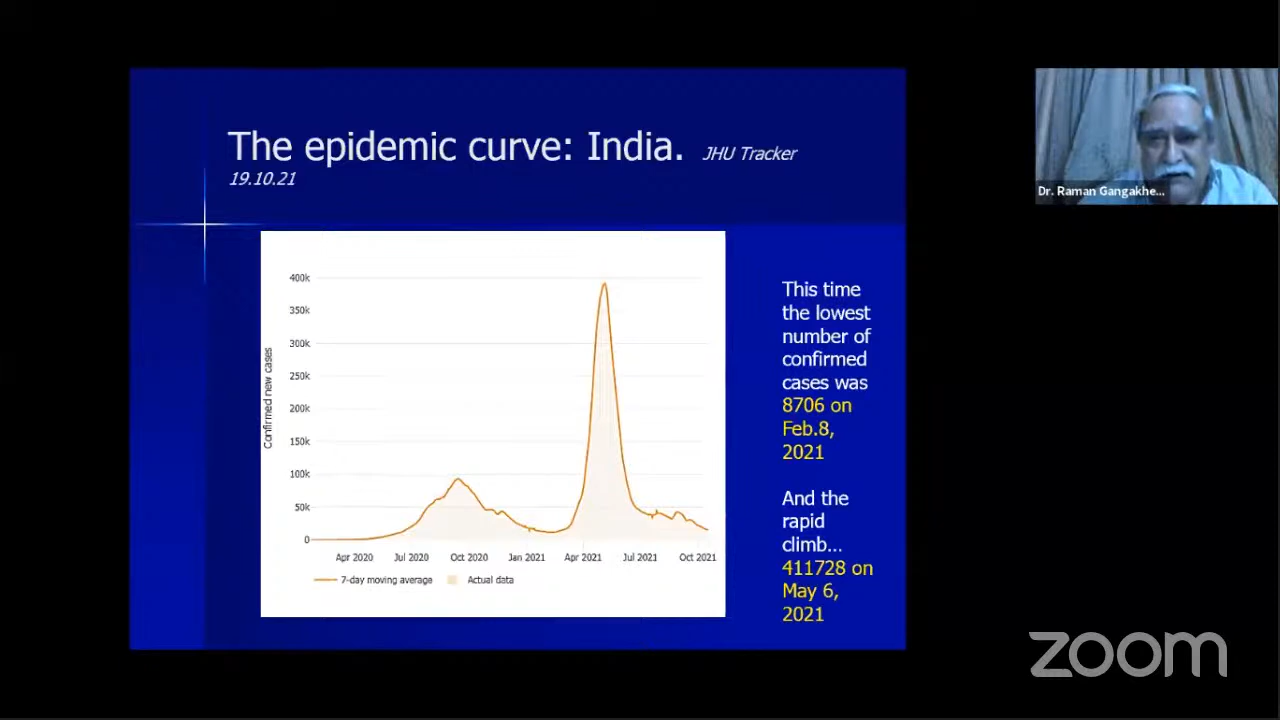 The epidemic curve: India. JHU Tracker
19.10.21
Dr. Raman Gangakhe...
400k
350k
300k
250k
200k
150k
100k
50k
0
Confirmed new cases
Apr 2020 Jul 2020 Oct 2020 Jan 2021 Apr 2021 Jul 2021 Oct 2021
7-day moving average Actual data
This time
the lowest
number of
confirmed
cases was
8706 on
Feb.8,
2021
And the
rapid
climb...
411728 on
May 6,
2021
zoom